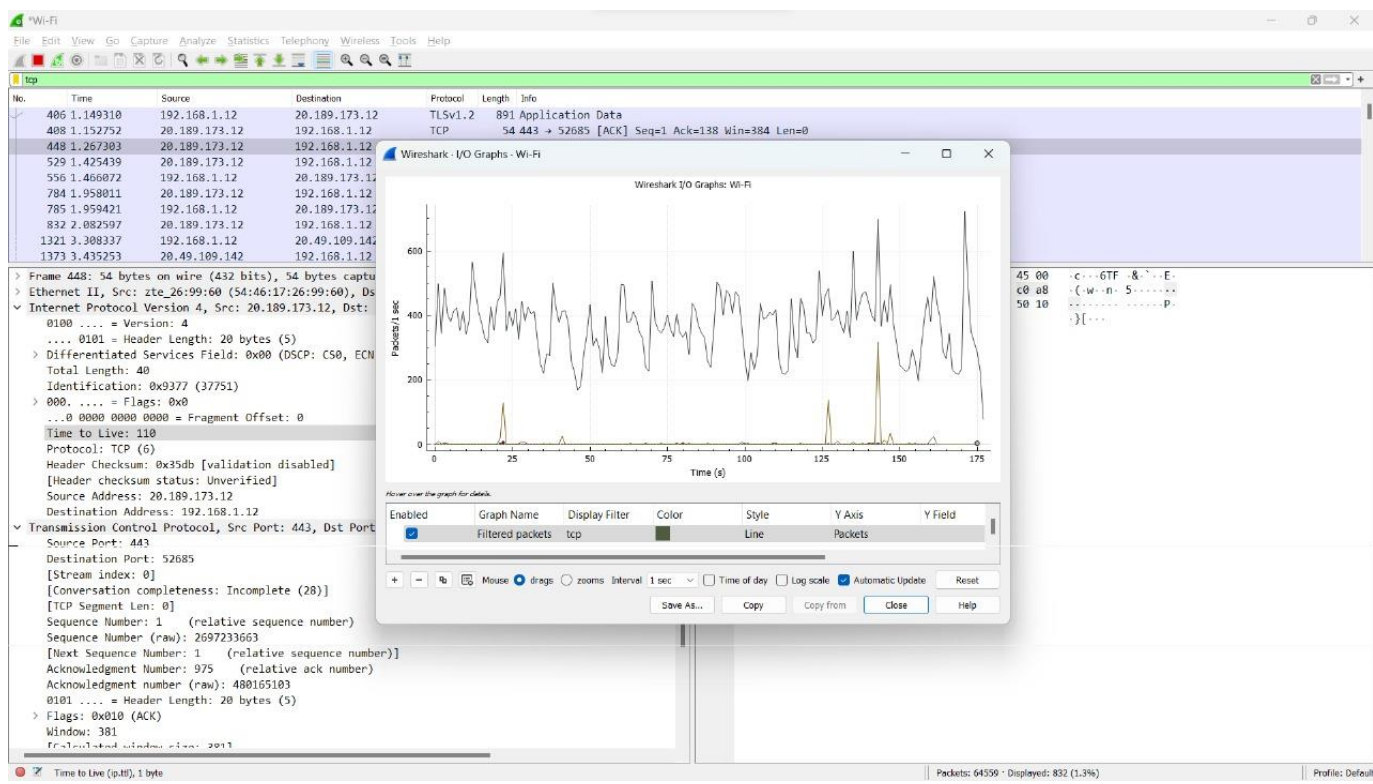 *Wi-Fi
File Edit View Go Capture Analyze Statistics Telephony Wireless Tools Help
tcp
No. Time Source Destination Protocol Length Info
406 1.149310 192.168.1.12 20.189.173.12 TLSv1.2 891 Application Data
408 1.152752 20.189.173.12 192.168.1.12 TCP 54 443 → 52685 [ACK] Seq=1 Ack=138 Win=384 Len=0
448 1.267303 20.189.173.12 192.168.1.12
529 1.425439 20.189.173.12 192.168.1.12
556 1.466072 192.168.1.12 20.189.173.12
784 1.958011 20.189.173.12 192.168.1.12
785 1.959421 192.168.1.12 20.189.173.12
832 2.082597 20.189.173.12 192.168.1.12
1321 3.308337 192.168.1.12 20.49.109.142
1373 3.435253 20.49.109.142 192.168.1.12
Frame 448: 54 bytes on wire (432 bits), 54 bytes captu
Ethernet II, Src: zte_26:99:60 (54:46:17:26:99:60), Ds
Internet Protocol Version 4, Src: 20.189.173.12, Dst:
0100 .... = Version: 4
.... 0101 = Header Length: 20 bytes (5)
Differentiated Services Field: 0x00 (DSCP: CS0, ECN
Total Length: 40
Identification: 0x9377 (37751)
000. .... = Flags: 0x0
...0 0000 0000 0000 = Fragment Offset: 0
Time to Live: 110
Protocol: TCP (6)
Header Checksum: 0x35db [validation disabled]
[Header checksum status: Unverified]
Source Address: 20.189.173.12
Destination Address: 192.168.1.12
Transmission Control Protocol, Src Port: 443, Dst Port
Source Port: 443
Destination Port: 52685
[Stream index: 0]
[Conversation completeness: Incomplete (28)]
[TCP Segment Len: 0]
Sequence Number: 1 (relative sequence number)
Sequence Number (raw): 2697233663
[Next Sequence Number: 1 (relative sequence number)]
Acknowledgment Number: 975 (relative ack number)
Acknowledgment number (raw): 480165103
0101 .... = Header Length: 20 bytes (5)
Flags: 0x010 (ACK)
Window: 381
[Calculated window size: 381]
45 00
c0 a8
50 10
Wireshark · I/O Graphs · Wi-Fi
Wireshark I/O Graphs: Wi-Fi
Packets/1 sec
600
400
200
0
0 25 50 75 100 125 150 175
Time (s)
Hover over the graph for details.
Enabled Graph Name Display Filter Color Style Y Axis Y Field
Filtered packets tcp Line Packets
+ − Mouse drags zooms Interval 1 sec Time of day Log scale Automatic Update Reset
Save As... Copy Copy from Close Help
Time to Live (ip.ttl), 1 byte Packets: 64559 · Displayed: 832 (1.3%) Profile: Default